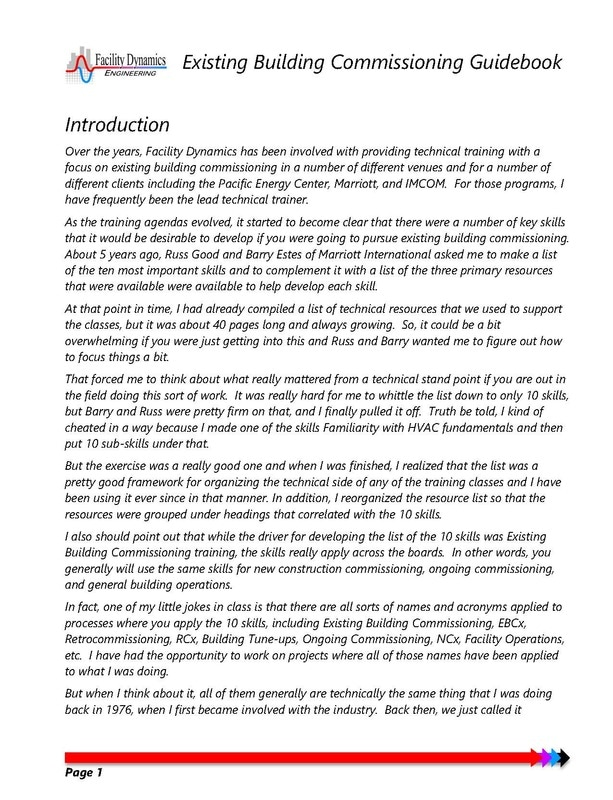 Facility Dynamics
ENGINEERING
Existing Building Commissioning Guidebook
Introduction
Over the years, Facility Dynamics has been involved with providing technical training with a
focus on existing building commissioning in a number of different venues and for a number of
different clients including the Pacific Energy Center, Marriott, and IMCOM.  For those programs, I
have frequently been the lead technical trainer.
As the training agendas evolved, it started to become clear that there were a number of key skills
that it would be desirable to develop if you were going to pursue existing building commissioning.
About 5 years ago, Russ Good and Barry Estes of Marriott International asked me to make a list
of the ten most important skills and to complement it with a list of the three primary resources
that were available were available to help develop each skill.
At that point in time, I had already compiled a list of technical resources that we used to support
the classes, but it was about 40 pages long and always growing.  So, it could be a bit
overwhelming if you were just getting into this and Russ and Barry wanted me to figure out how
to focus things a bit.
That forced me to think about what really mattered from a technical stand point if you are out in
the field doing this sort of work.  It was really hard for me to whittle the list down to only 10 skills,
but Barry and Russ were pretty firm on that, and I finally pulled it off.  Truth be told, I kind of
cheated in a way because I made one of the skills Familiarity with HVAC fundamentals and then
put 10 sub-skills under that.
But the exercise was a really good one and when I was finished, I realized that the list was a
pretty good framework for organizing the technical side of any of the training classes and I have
been using it ever since in that manner. In addition, I reorganized the resource list so that the
resources were grouped under headings that correlated with the 10 skills.
I also should point out that while the driver for developing the list of the 10 skills was Existing
Building Commissioning training, the skills really apply across the boards.  In other words, you
generally will use the same skills for new construction commissioning, ongoing commissioning,
and general building operations.
In fact, one of my little jokes in class is that there are all sorts of names and acronyms applied to
processes where you apply the 10 skills, including Existing Building Commissioning, EBCx,
Retrocommissioning, RCx, Building Tune-ups, Ongoing Commissioning, NCx, Facility Operations,
etc.  I have had the opportunity to work on projects where all of those names have been applied
to what I was doing.
But when I think about it, all of them generally are technically the same thing that I was doing
back in 1976, when I first became involved with the industry.  Back then, we just called it
Page 1